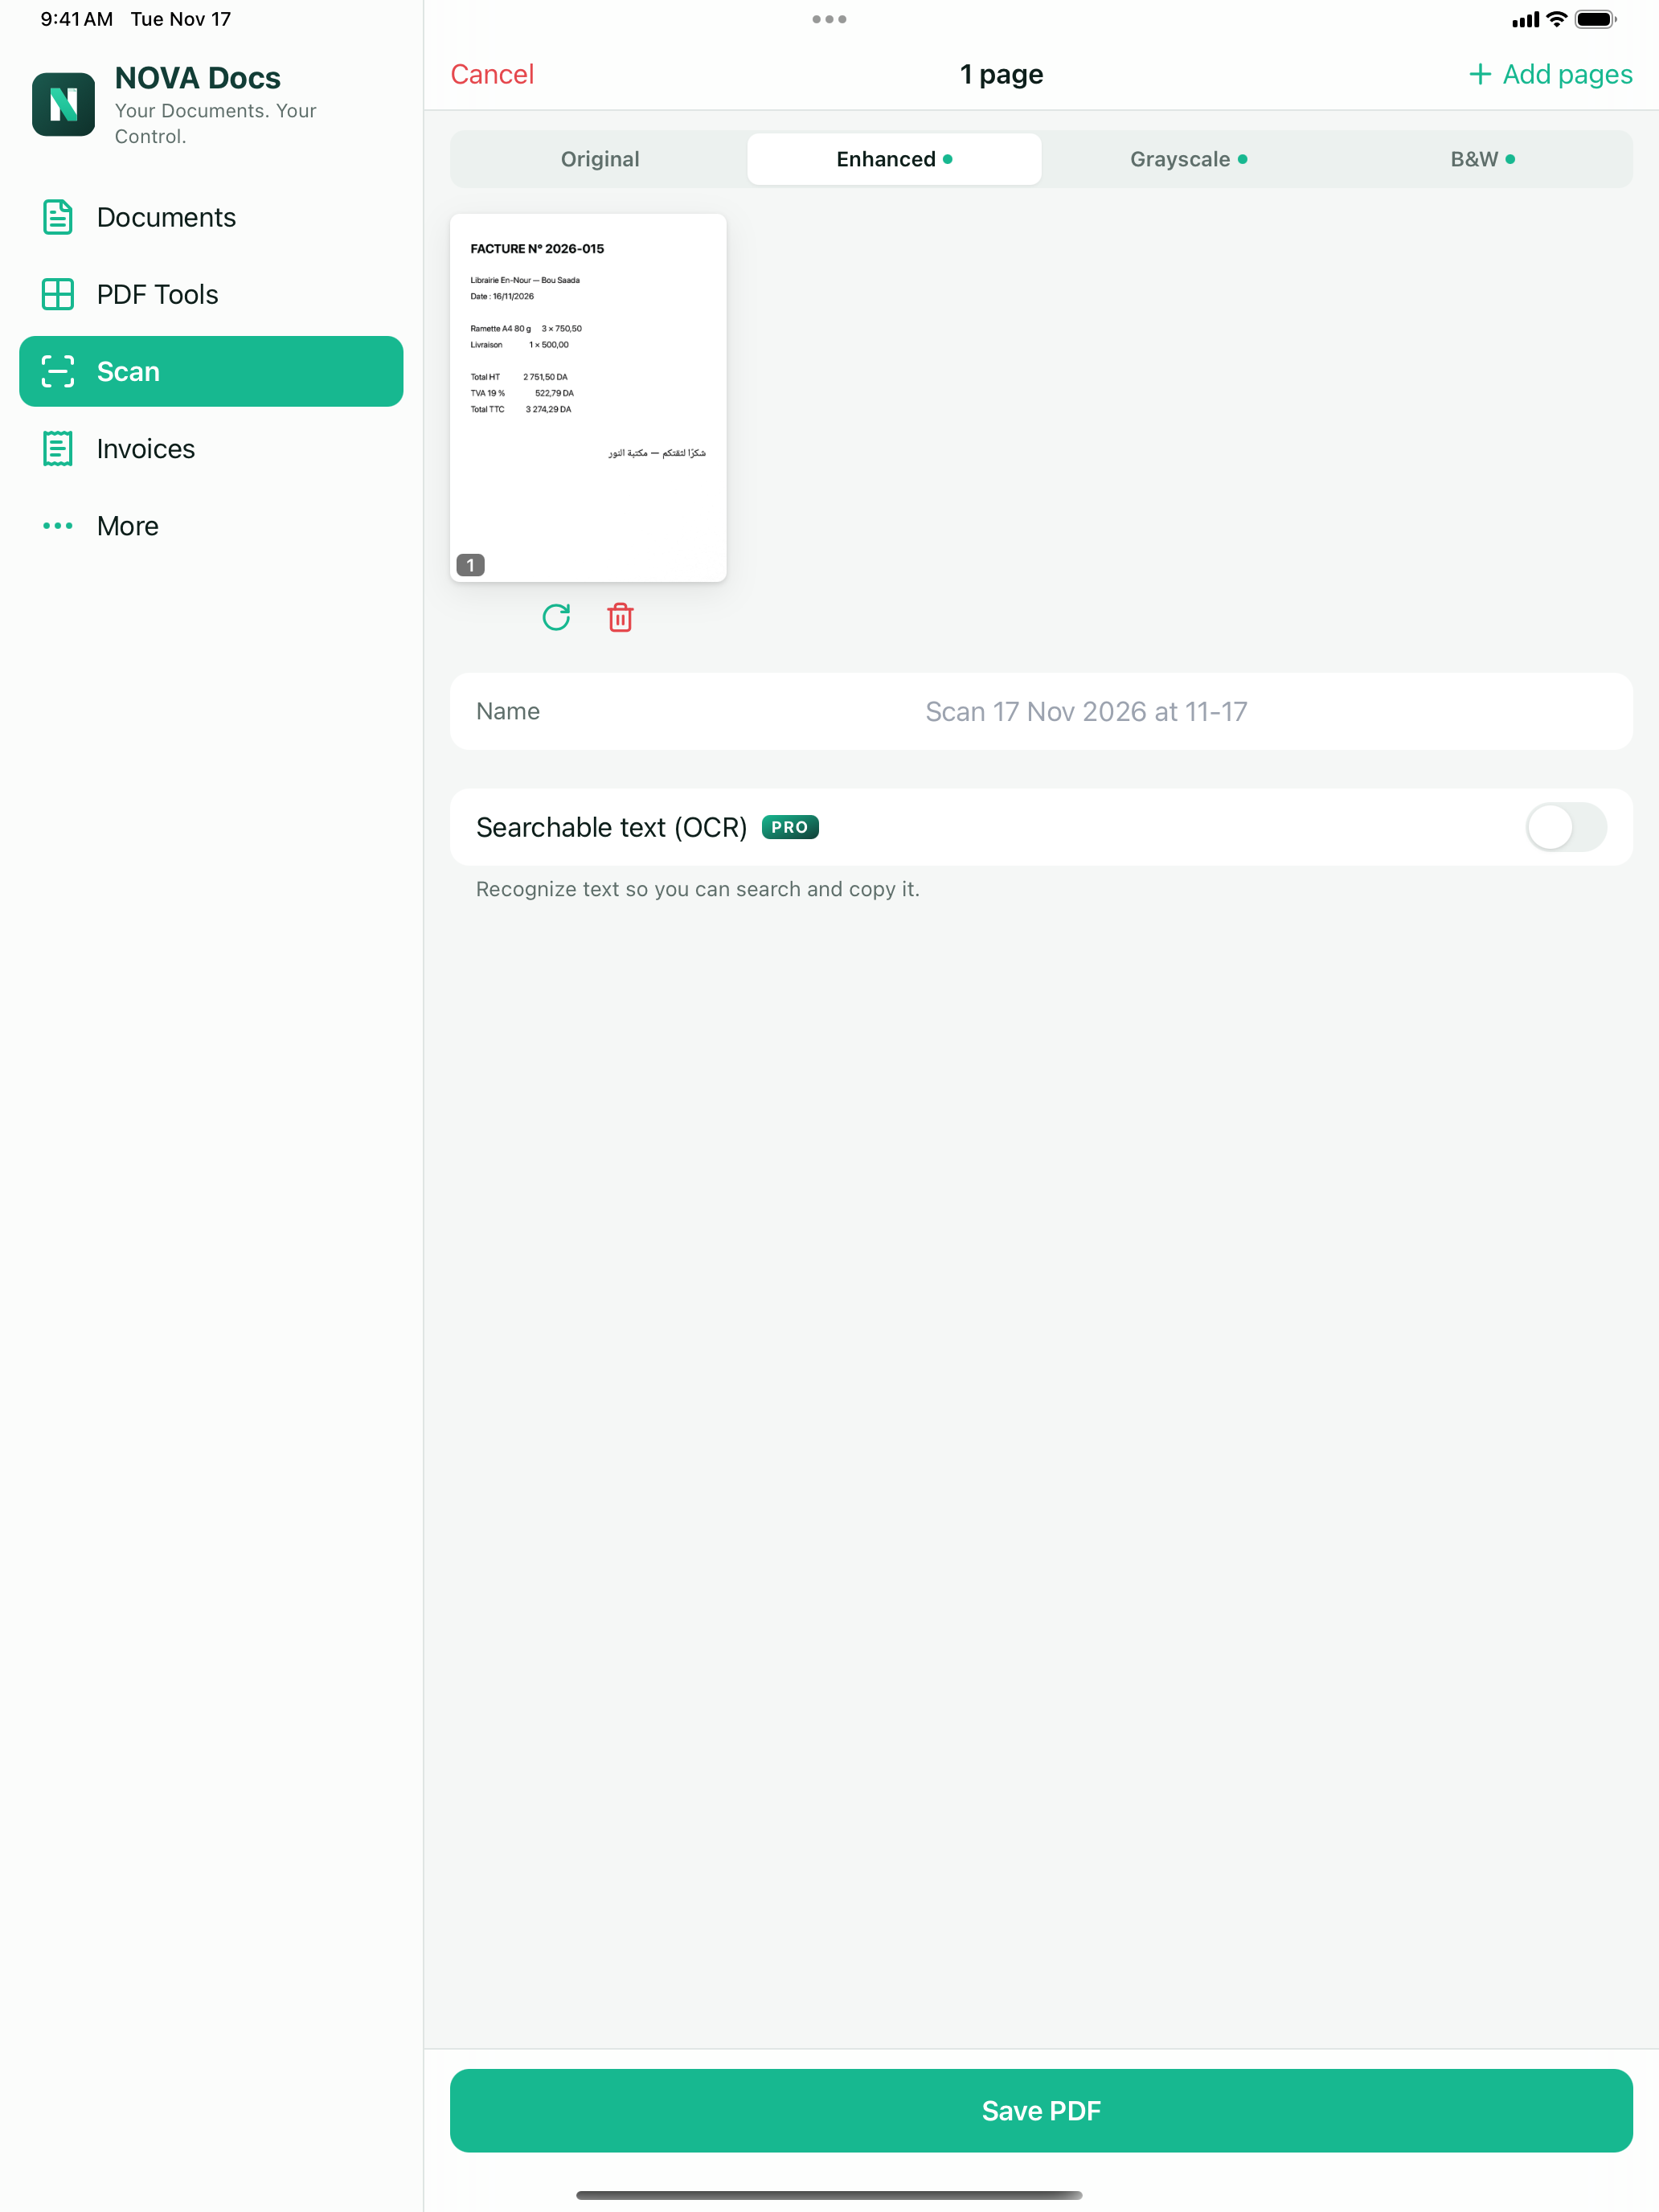 9:41 AM Tue Nov 17
NOVA Docs
Your Documents. Your
Control.
Documents
PDF Tools
Scan
Invoices
More
Cancel
1 page
+ Add pages
Original
Enhanced
Grayscale
B&W
FACTURE N° 2026-015
Librairie En-Nour — Bou Saada
Date : 16/11/2026
Ramette A4 80 g 3 × 750,50
Livraison 1 × 500,00
Total HT 2 751,50 DA
TVA 19 % 522,79 DA
Total TTC 3 274,29 DA
شكرًا لثقتكم — مكتبة النور
1
Name
Scan 17 Nov 2026 at 11-17
Searchable text (OCR) PRO
Recognize text so you can search and copy it.
Save PDF